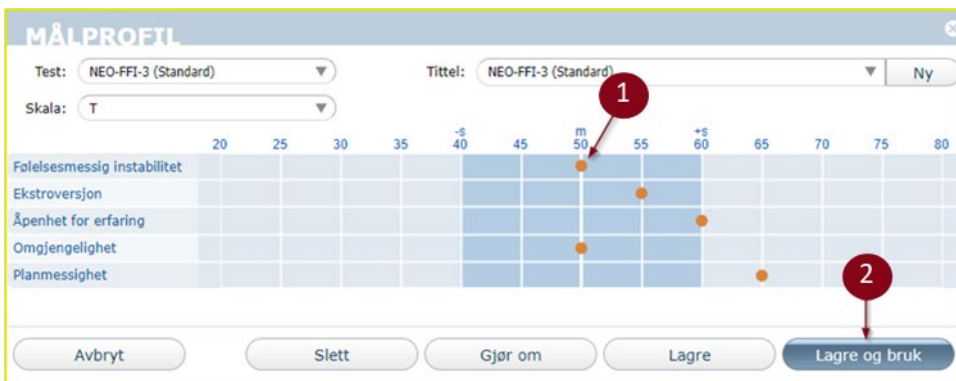 MÅLPROFIL
Test: NEO-FFI-3 (Standard) Tittel: NEO-FFI-3 (Standard) Ny
Skala: T
1
-s m +s
20 25 30 35 40 45 50 55 60 65 70 75 80
Følelsesmessig instabilitet
Ekstroversjon
Åpenhet for erfaring
Omgjengelighet
Planmessighet
2
Avbryt Slett Gjør om Lagre Lagre og bruk